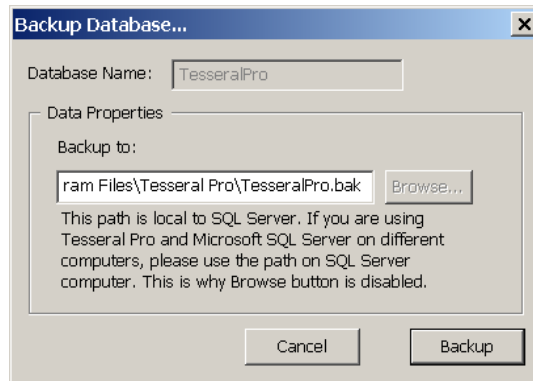 Backup Database...
Database Name: TesseralPro
Data Properties
Backup to:
ram Files\Tesseral Pro\TesseralPro.bak Browse...
This path is local to SQL Server. If you are using
Tesseral Pro and Microsoft SQL Server on different
computers, please use the path on SQL Server
computer. This is why Browse button is disabled.
Cancel Backup